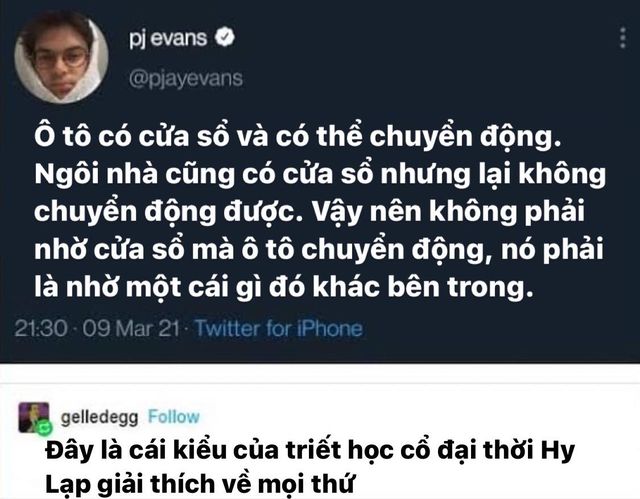 pj evans
@pjayevans
Ô tô có cửa sổ và có thể chuyển động.
Ngôi nhà cũng có cửa sổ nhưng lại không
chuyển động được. Vậy nên không phải
nhờ cửa sổ mà ô tô chuyển động, nó phải
là nhờ một cái gì đó khác bên trong.
21:30 · 09 Mar 21 · Twitter for iPhone
gelledegg Follow
Đây là cái kiểu của triết học cổ đại thời Hy
Lạp giải thích về mọi thứ